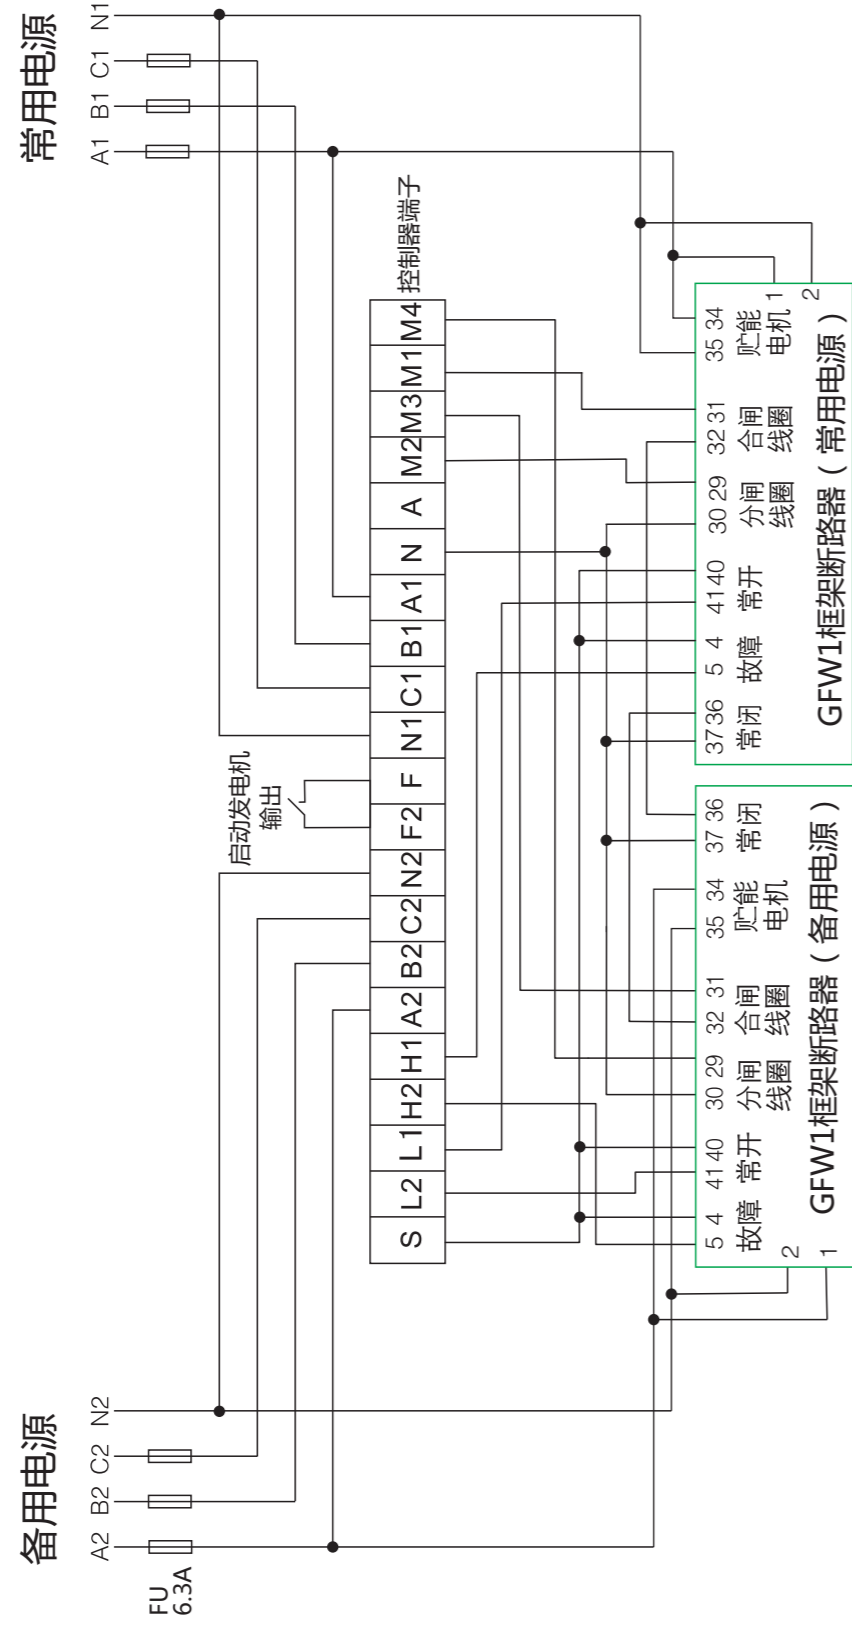 备用电源
常用电源
A2 B2 C2 N2
A1 B1 C1 N1
FU
6.3A
启动发电机
输出
控制器端子
S L2 L1 H2 H1 A2 B2 C2 N2 F2 F N1 C1 B1 A1 N A M2 M3 M1 M4
5 4 41 40 30 29 32 31 35 34 37 36
故障 常开 分闸 合闸 贮能 常闭
线圈 线圈 电机
2
1
GFW1框架断路器（备用电源）
37 36 5 4 41 40 30 29 32 31 35 34
常闭 故障 常开 分闸 合闸 贮能
线圈 线圈 电机
1
2
GFW1框架断路器（常用电源）